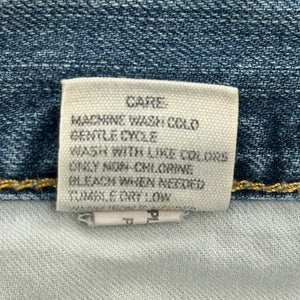 CARE:
MACHINE WASH COLD
GENTLE CYCLE
WASH WITH LIKE COLORS
ONLY NON-CHLORINE
BLEACH WHEN NEEDED
TUMBLE DRY LOW